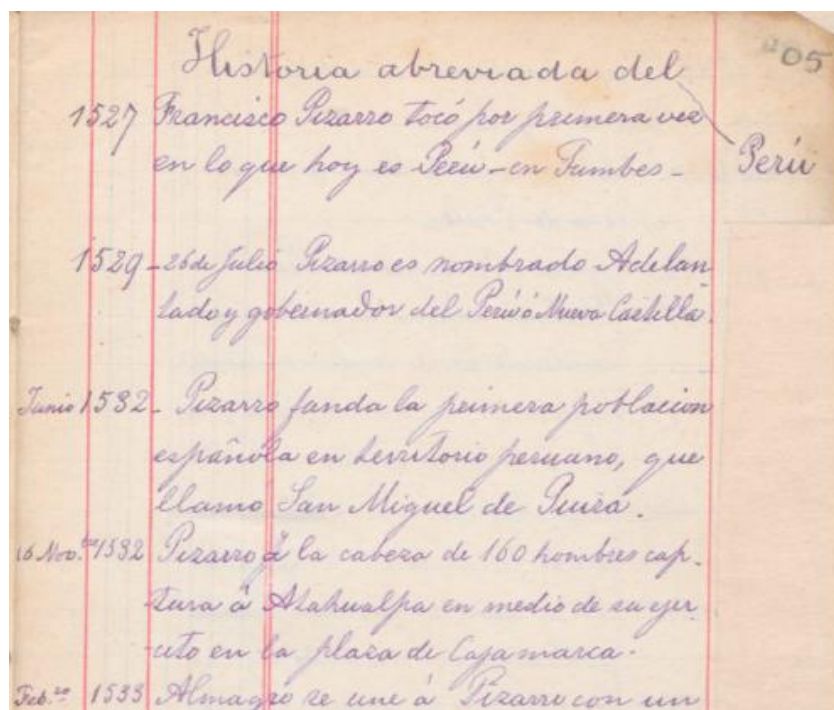 205
Historia abreviada del
Perú
1527 Francisco Pizarro tocó por primera vez
en lo que hoy es Perú - en Tumbes -
1529 - 26 de Julio Pizarro es nombrado Adelan
tado y gobernador del Perú ó Nueva Castilla.
Junio 1532 - Pizarro funda la primera poblacion
española en territorio peruano, que
llamó San Miguel de Piura.
16 Nov.bre 1532 Pizarro á la cabeza de 160 hombres cap-
tura á Atahualpa en medio de su ejer-
cito en la plaza de Cajamarca.
Feb.ro 1533 Almagro se une á Pizarro con un